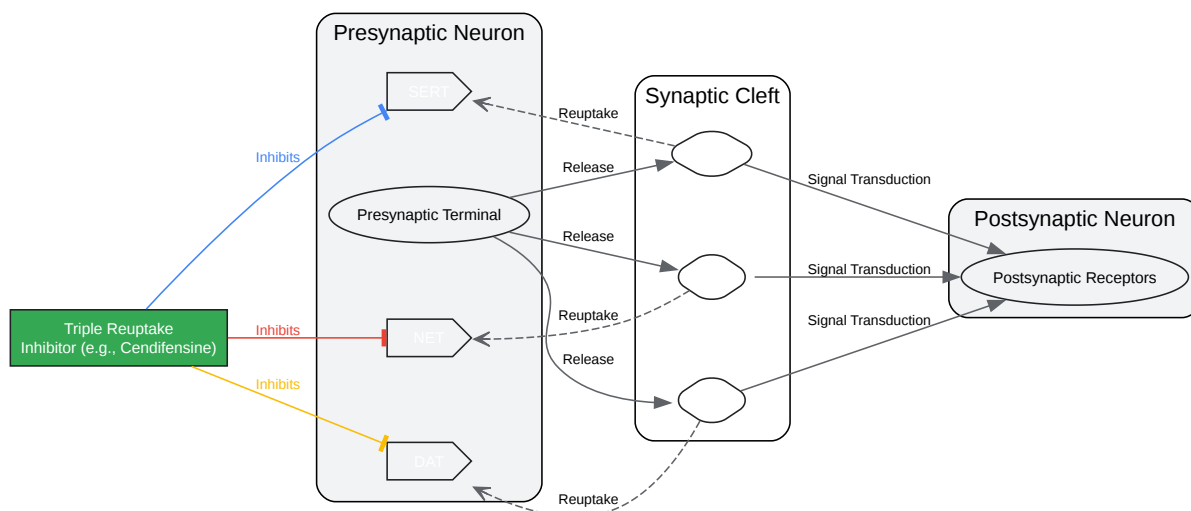 Presynaptic Neuron
SERT
Presynaptic Terminal
NET
DAT
Synaptic Cleft
Postsynaptic Neuron
Postsynaptic Receptors
Triple Reuptake
Inhibitor (e.g., Cendifensine)
Inhibits
Inhibits
Inhibits
Reuptake
Release
Release
Reuptake
Release
Reuptake
Signal Transduction
Signal Transduction
Signal Transduction